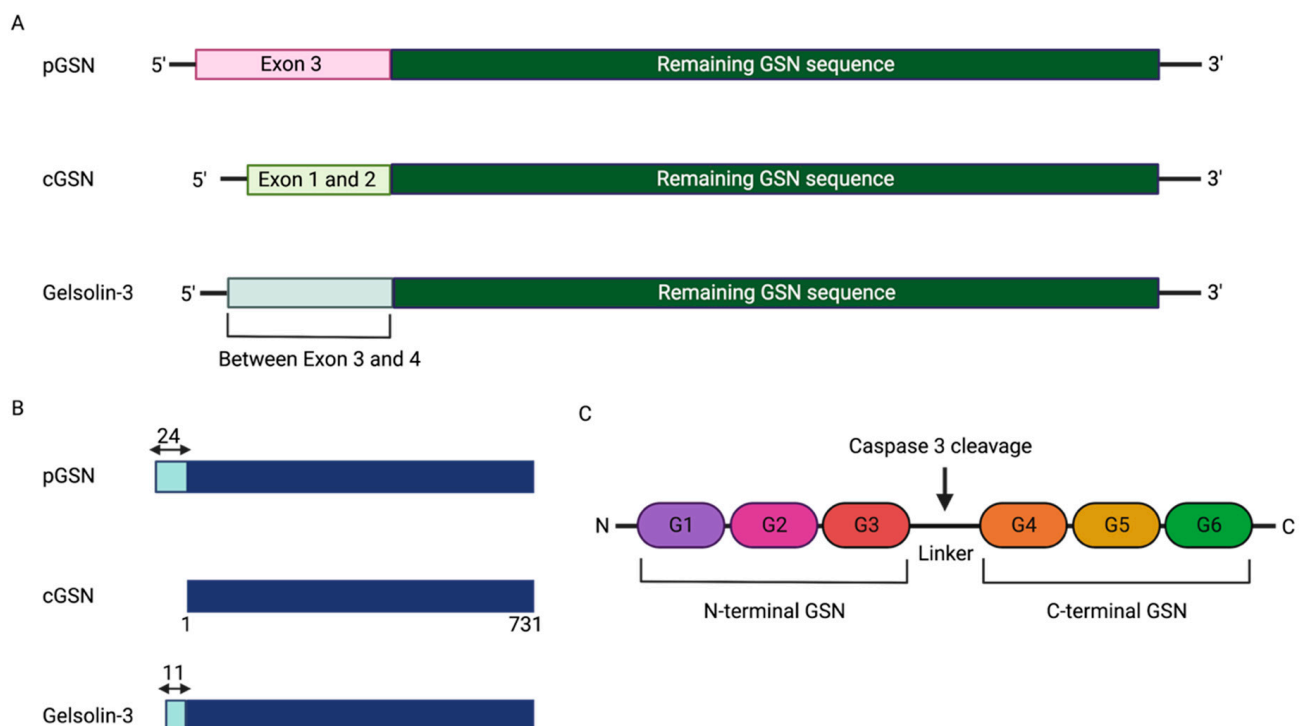 A
pGSN 5' Exon 3 Remaining GSN sequence 3'
cGSN 5' Exon 1 and 2 Remaining GSN sequence 3'
Gelsolin-3 5' Remaining GSN sequence 3'
Between Exon 3 and 4
B
24
pGSN
cGSN
1 731
11
Gelsolin-3
C
Caspase 3 cleavage
N G1 G2 G3 G4 G5 G6 C
Linker
N-terminal GSN C-terminal GSN